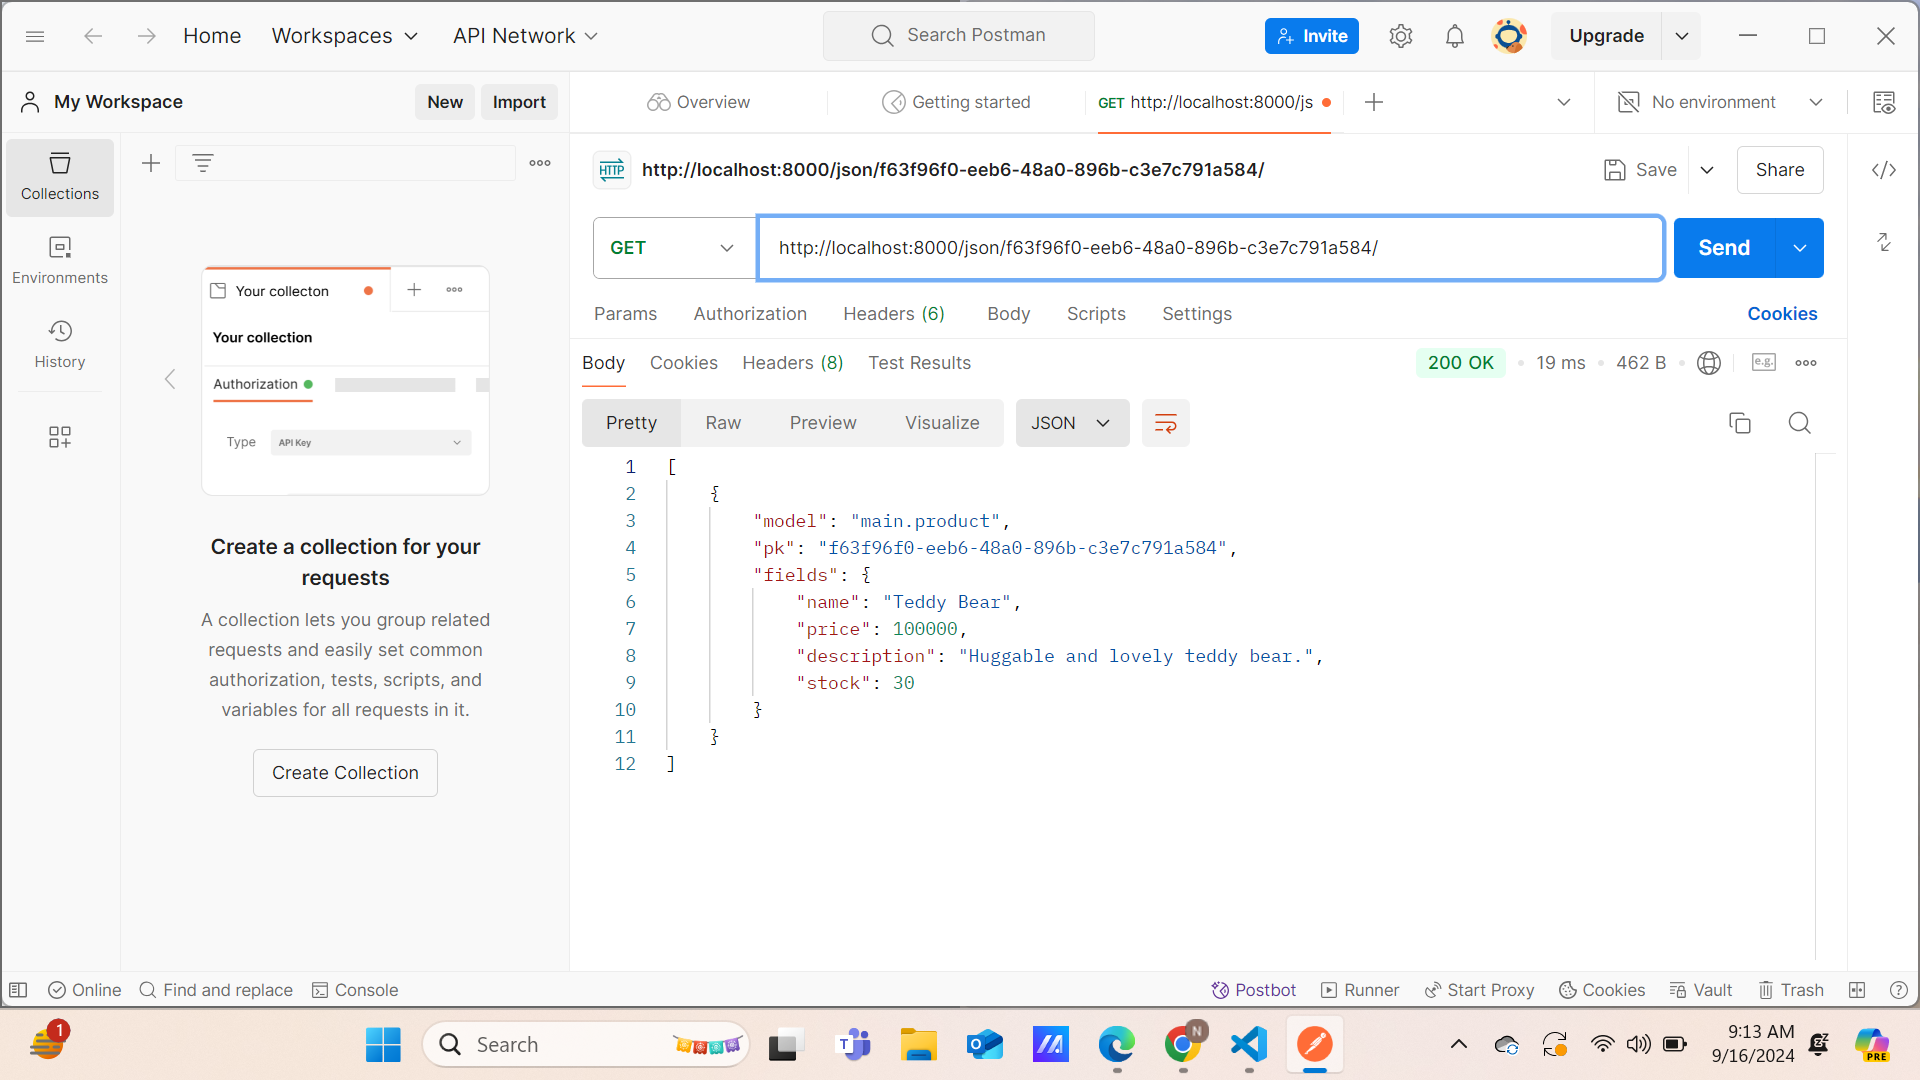 Home
Workspaces
API Network
Search Postman
Invite
Upgrade
My Workspace
New
Import
Overview
Getting started
GET http://localhost:8000/js
No environment
Collections
Environments
History
HTTP
http://localhost:8000/json/f63f96f0-eeb6-48a0-896b-c3e7c791a584/
Save
Share
GET
http://localhost:8000/json/f63f96f0-eeb6-48a0-896b-c3e7c791a584/
Send
Params
Authorization
Headers (6)
Body
Scripts
Settings
Cookies
Body
Cookies
Headers (8)
Test Results
200 OK
19 ms
462 B
e.g.
Pretty
Raw
Preview
Visualize
JSON
1 [
2 {
3 "model": "main.product",
4 "pk": "f63f96f0-eeb6-48a0-896b-c3e7c791a584",
5 "fields": {
6 "name": "Teddy Bear",
7 "price": 100000,
8 "description": "Huggable and lovely teddy bear.",
9 "stock": 30
10 }
11 }
12 ]
Your collecton
Your collection
Authorization
Type
API Key
Create a collection for your
requests
A collection lets you group related
requests and easily set common
authorization, tests, scripts, and
variables for all requests in it.
Create Collection
Online
Find and replace
Console
Postbot
Runner
Start Proxy
Cookies
Vault
Trash
1
Search
N
9:13 AM
9/16/2024
PRE